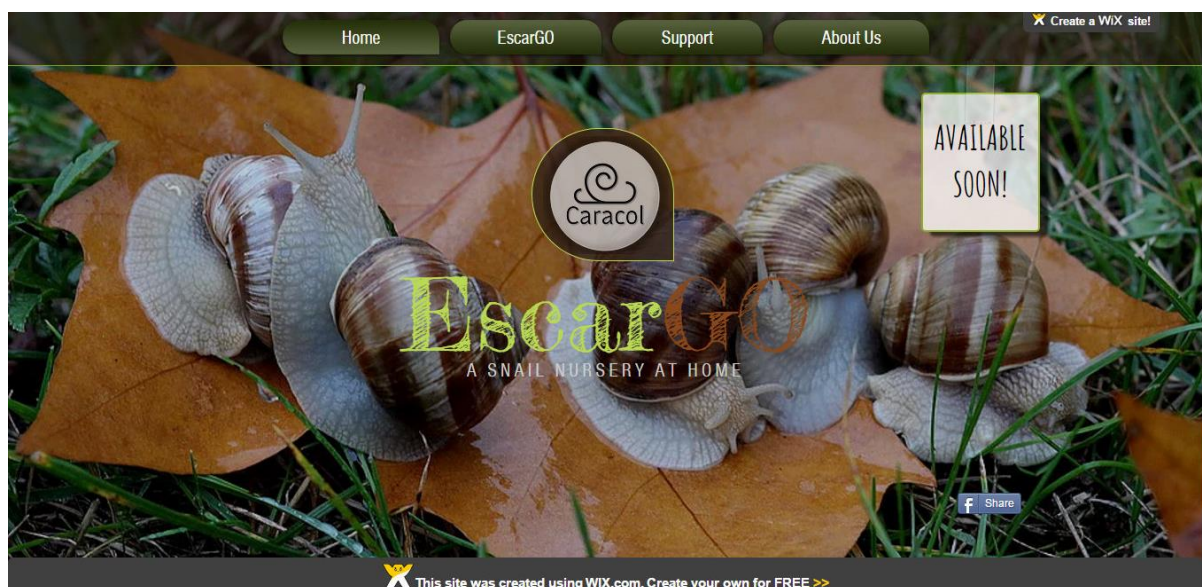 Home EscarGO Support About Us
Create a WiX site!
AVAILABLE
SOON!
Caracol
EscarGO
A SNAIL NURSERY AT HOME
f Share
This site was created using WIX.com. Create your own for FREE >>